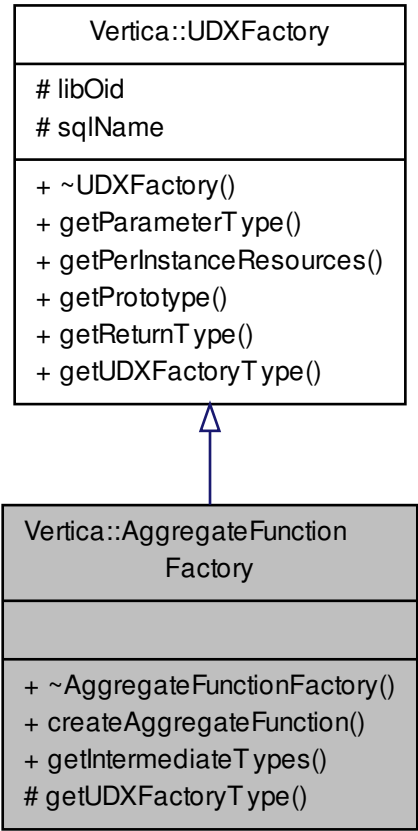 Vertica::UDXFactory
# libOid
# sqlName
+ ~UDXFactory()
+ getParameterType()
+ getPerInstanceResources()
+ getPrototype()
+ getReturnType()
+ getUDXFactoryType()
Vertica::AggregateFunction
Factory
+ ~AggregateFunctionFactory()
+ createAggregateFunction()
+ getIntermediateTypes()
# getUDXFactoryType()